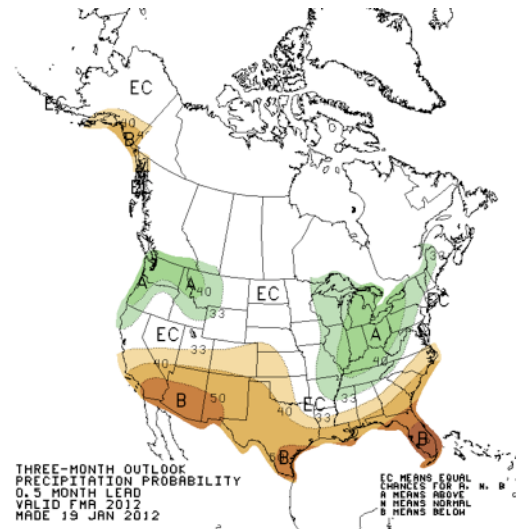 EC
EC
40
B
A
A
40
EC
33
33
EC
33
EC
A
40
40
B
50
40
EC
33
33
B
B
THREE-MONTH OUTLOOK
PRECIPITATION PROBABILITY
0.5 MONTH LEAD
VALID FMA 2012
MADE 19 JAN 2012
EC MEANS EQUAL
CHANCES FOR A, N, B
A MEANS ABOVE
N MEANS NORMAL
B MEANS BELOW